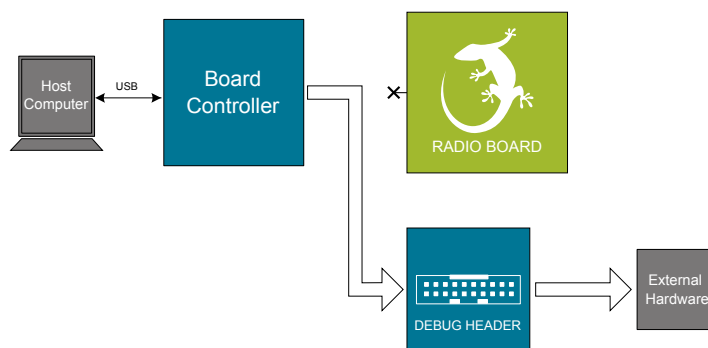 Host
Computer
USB
Board
Controller
RADIO BOARD
DEBUG HEADER
External
Hardware